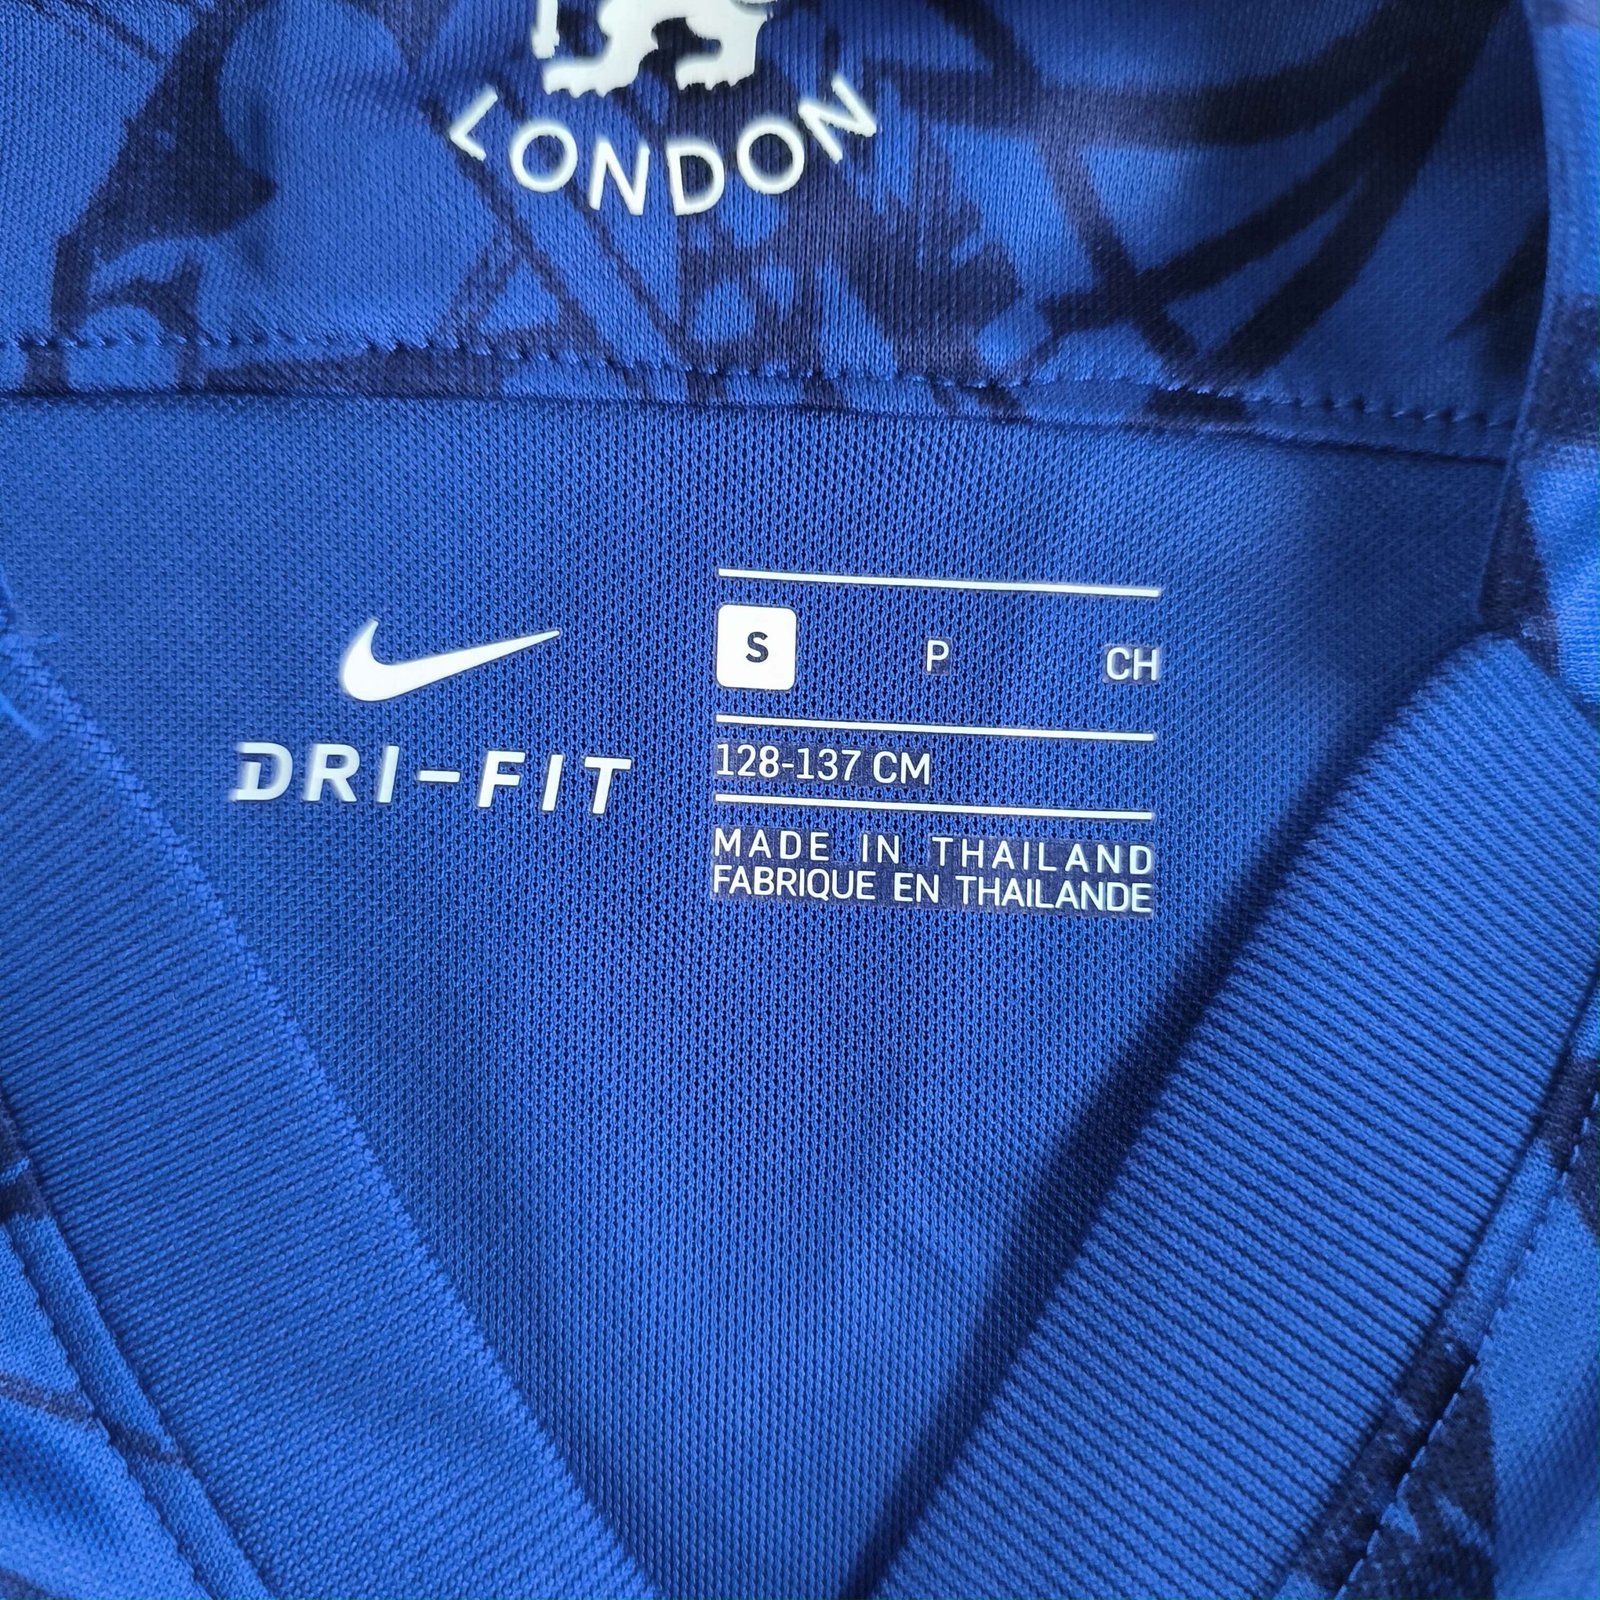 LONDON
DRI-FIT
S P CH
128-137 CM
MADE IN THAILAND
FABRIQUE EN THAILANDE